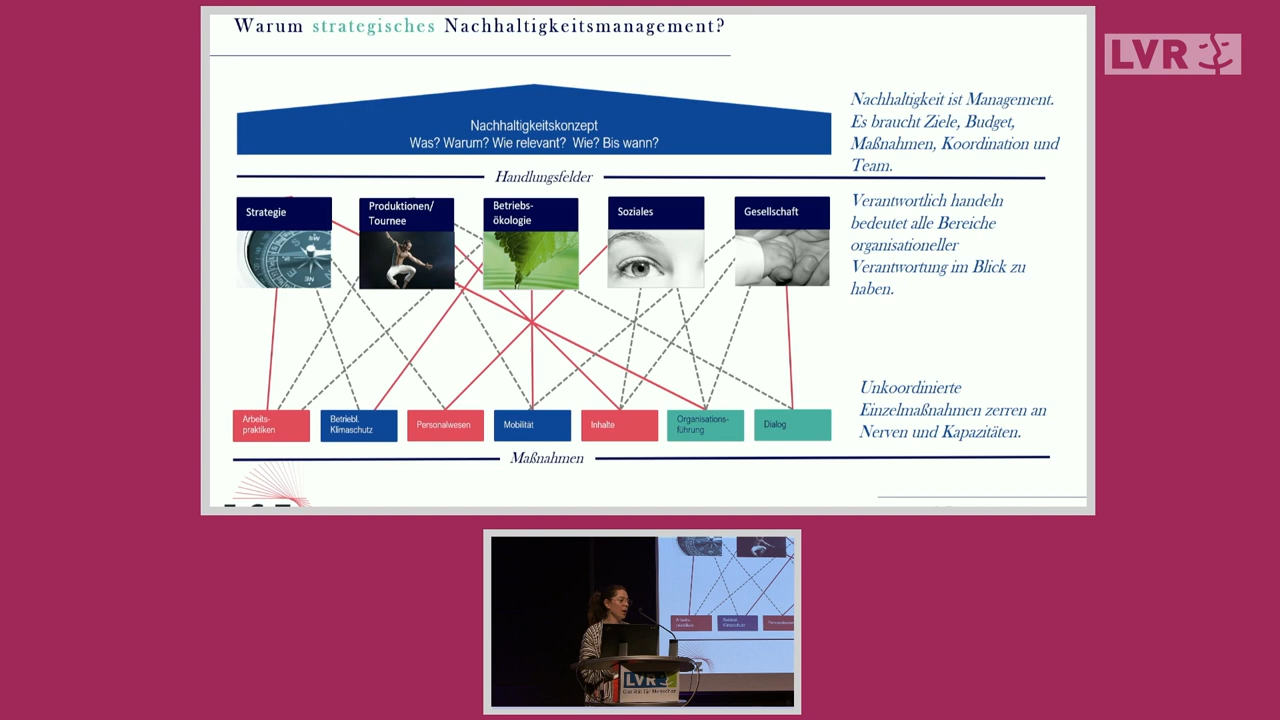 Warum strategisches Nachhaltigkeitsmanagement?
LVR
Nachhaltigkeitskonzept
Was? Warum? Wie relevant? Wie? Bis wann?
Nachhaltigkeit ist Management.
Es braucht Ziele, Budget,
Maßnahmen, Koordination und
Team.
Handlungsfelder
Strategie
Produktionen/
Tournee
Betriebs-
ökologie
Soziales
Gesellschaft
Verantwortlich handeln
bedeutet alle Bereiche
organisationeller
Verantwortung im Blick zu
haben.
Arbeits-
praktiken
Betriebl.
Klimaschutz
Personalwesen
Mobilität
Inhalte
Organisations-
führung
Dialog
Unkoordinierte
Einzelmaßnahmen zerren an
Nerven und Kapazitäten.
Maßnahmen
LVR